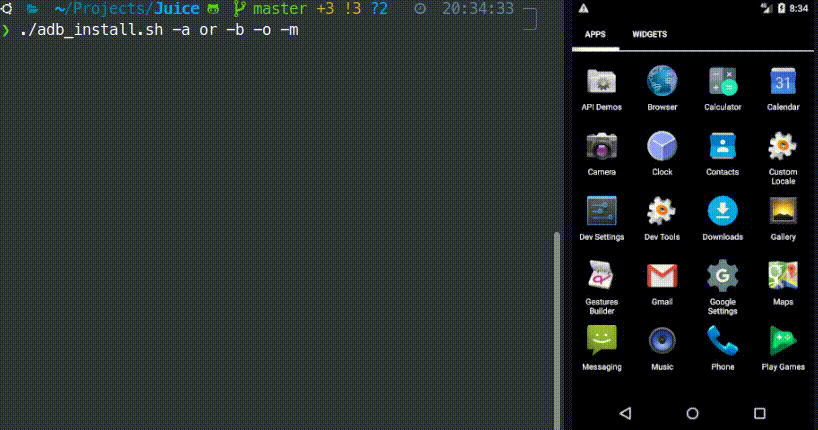 ~/Projects/Juice master +3 !3 ?2 20:34:33
❯ ./adb_install.sh -a or -b -o -m
8:34
APPS WIDGETS
31
API Demos Browser Calculator Calendar
Camera Clock Contacts Custom
Locale
Dev Settings Dev Tools Downloads Gallery
Gestures
Builder Gmail Google
Settings Maps
Messaging Music Phone Play Games